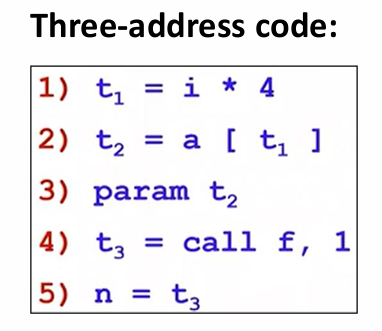 Three-address code:
1) t₁ = i * 4
2) t₂ = a [ t₁ ]
3) param t₂
4) t₃ = call f, 1
5) n = t₃